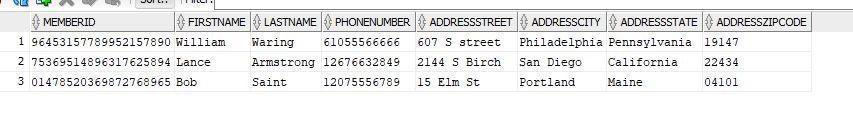 Sort.. Filter:
MEMBERID FIRSTNAME LASTNAME PHONENUMBER ADDRESSSTREET ADDRESSCITY ADDRESSSTATE ADDRESSZIPCODE
1 96453157789952157890 William Waring 61055566666 607 S street Philadelphia Pennsylvania 19147
2 75369514896317625894 Lance Armstrong 12676632849 2144 S Birch San Diego California 22434
3 01478520369872768965 Bob Saint 12075556789 15 Elm St Portland Maine 04101